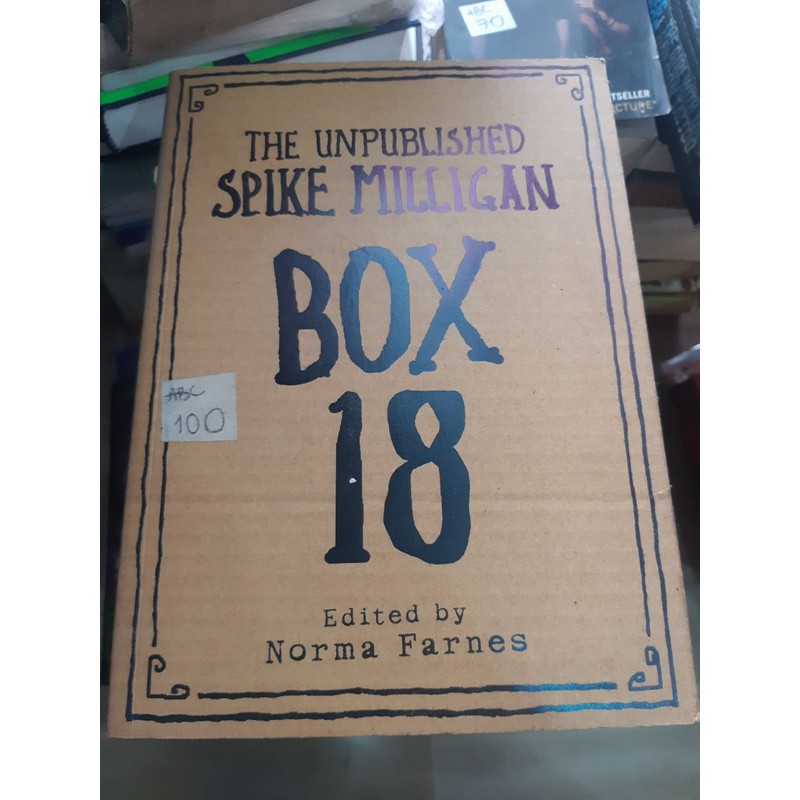 ABC
70
TSELLER
CTURE"
THE UNPUBLISHED
SPIKE MILLIGAN
BOX
18
ABC
100
Edited by
Norma Farnes